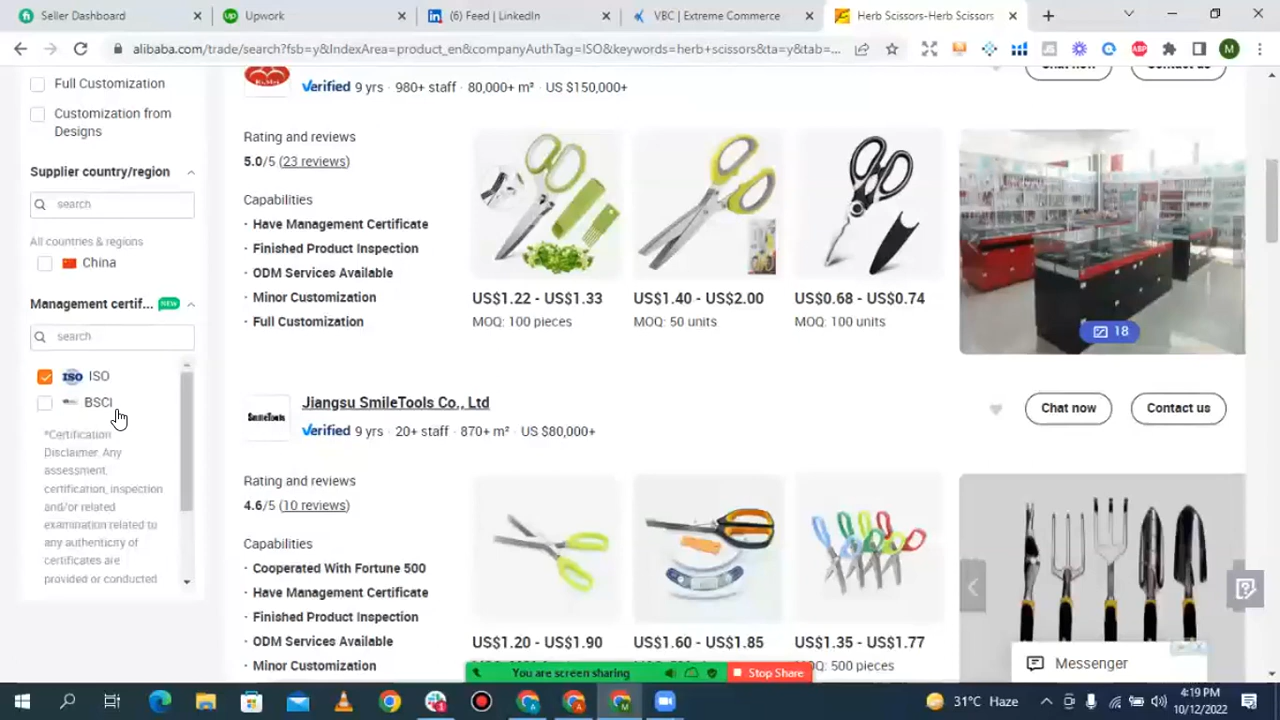 Seller Dashboard
Upwork
(6) Feed | LinkedIn
VBC | Extreme Commerce
Herb Scissors-Herb Scissors
alibaba.com/trade/search?fsb=y&IndexArea=product_en&companyAuthTag=ISO&keywords=herb+scissors&ta=y&tab=...
Full Customization
Customization from
Designs
Supplier country/region
search
All countries & regions
China
Management certif... NEW
search
ISO ISO
BSCI
*Certification
Disclaimer: Any
assessment,
certification, inspection
and/or related
examination related to
any authenticity of
certificates are
provided or conducted
Chat now
Contact us
Verified 9 yrs · 980+ staff · 80,000+ m² · US $150,000+
Rating and reviews
5.0/5 (23 reviews)
Capabilities
· Have Management Certificate
· Finished Product Inspection
· ODM Services Available
· Minor Customization
· Full Customization
US$1.22 - US$1.33
MOQ: 100 pieces
US$1.40 - US$2.00
MOQ: 50 units
US$0.68 - US$0.74
MOQ: 100 units
18
SmileTools
Jiangsu SmileTools Co., Ltd
Verified 9 yrs · 20+ staff · 870+ m² · US $80,000+
Chat now
Contact us
Rating and reviews
4.6/5 (10 reviews)
Capabilities
· Cooperated With Fortune 500
· Have Management Certificate
· Finished Product Inspection
· ODM Services Available
· Minor Customization
US$1.20 - US$1.90
US$1.60 - US$1.85
US$1.35 - US$1.77
MOQ: 500 pieces
Messenger
You are screen sharing
Stop Share
31°C Haze
4:19 PM
10/12/2022